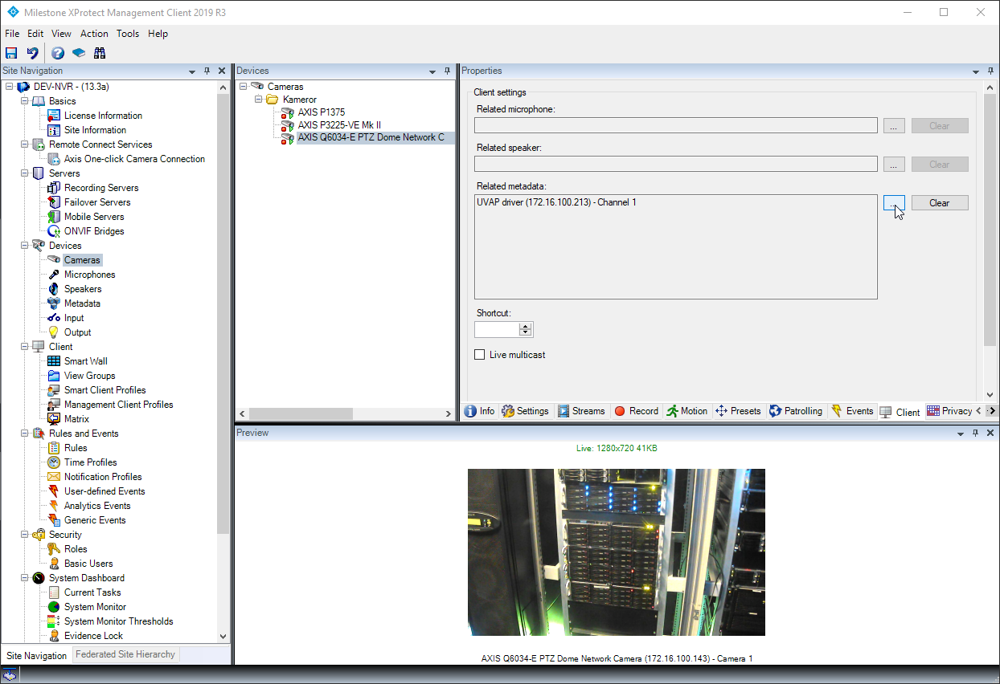 Milestone XProtect Management Client 2019 R3
File Edit View Action Tools Help
Site Navigation
DEV-NVR - (13.3a)
Basics
License Information
Site Information
Remote Connect Services
Axis One-click Camera Connection
Servers
Recording Servers
Failover Servers
Mobile Servers
ONVIF Bridges
Devices
Cameras
Microphones
Speakers
Metadata
Input
Output
Client
Smart Wall
View Groups
Smart Client Profiles
Management Client Profiles
Matrix
Rules and Events
Rules
Time Profiles
Notification Profiles
User-defined Events
Analytics Events
Generic Events
Security
Roles
Basic Users
System Dashboard
Current Tasks
System Monitor
System Monitor Thresholds
Evidence Lock
Site Navigation Federated Site Hierarchy
Devices
Cameras
Kameror
AXIS P1375
AXIS P3225-VE Mk II
AXIS Q6034-E PTZ Dome Network C
Properties
Client settings
Related microphone:
... Clear
Related speaker:
... Clear
Related metadata:
UVAP driver (172.16.100.213) - Channel 1
... Clear
Shortcut:
Live multicast
Info Settings Streams Record Motion Presets Patrolling Events Client Privacy
Preview
Live: 1280x720 41KB
AXIS Q6034-E PTZ Dome Network Camera (172.16.100.143) - Camera 1